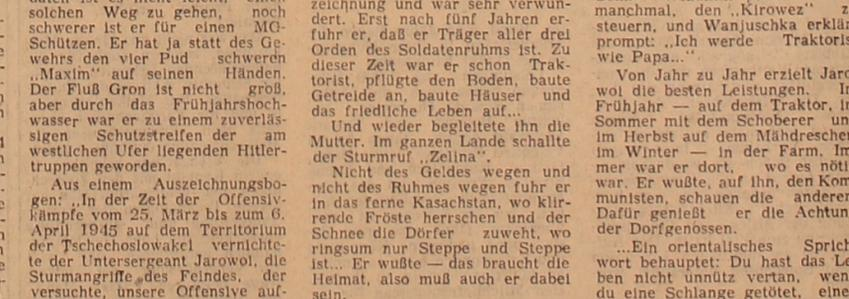 solchen Weg zu gehen, noch
schwerer ist er für einen MG-
Schützen. Er hat ja statt des Ge-
wehrs den vier Pud schweren
„Maxim" auf seinen Händen.
Der Fluß Gron ist nicht groß,
aber durch das Frühjahrshoch-
wasser war er zu einem zuverläs-
sigen Schutzstreifen der am
westlichen Ufer liegenden Hitler-
truppen geworden.
Aus einem Auszeichnungsbo-
gen: „In der Zeit der Offensiv-
kämpfe vom 25. März bis zum 6.
April 1945 auf dem Territorium
der Tschechoslowakei vernichte-
te der Untersergeant Jarowoi, die
Sturmangriffe des Feindes, der
versuchte, unsere Offensive auf-
zeichnung und war sehr verwun-
dert. Erst nach fünf Jahren er-
fuhr er, daß er Träger aller drei
Orden des Soldatenruhms ist. Zu
dieser Zeit war er schon Trak-
torist, pflügte den Boden, baute
Getreide an, baute Häuser und
das friedliche Leben auf...
Und wieder begleitete ihn die
Mutter. Im ganzen Lande schallte
der Sturmruf „Zelina".
Nicht des Geldes wegen und
nicht des Ruhmes wegen fuhr er
in das ferne Kasachstan, wo klir-
rende Fröste herrschen und der
Schnee die Dörfer zuweht, wo
ringsum nur Steppe und Steppe
ist... Er wußte — das braucht die
Heimat, also muß auch er dabei
sein.
manchmal, den „Kirowez"
steuern, und Wanjuschka erklär
prompt: „Ich werde Traktoris
wie Papa..."
Von Jahr zu Jahr erzielt Jaro
woi die besten Leistungen. Im
Frühjahr — auf dem Traktor, im
Sommer mit dem Schoberer un
im Herbst auf dem Mähdrescher
im Winter — in der Farm. Im
mer war er dort, wo es nöti
war. Er wußte, auf ihn, den Kom
munisten, schauen die anderen
Dafür genießt er die Achtun
der Dorfgenossen.
...Ein orientalisches Sprich
wort behauptet: Du hast das Le
ben nicht unnütz vertan, wen
du eine Schlange getötet, eine